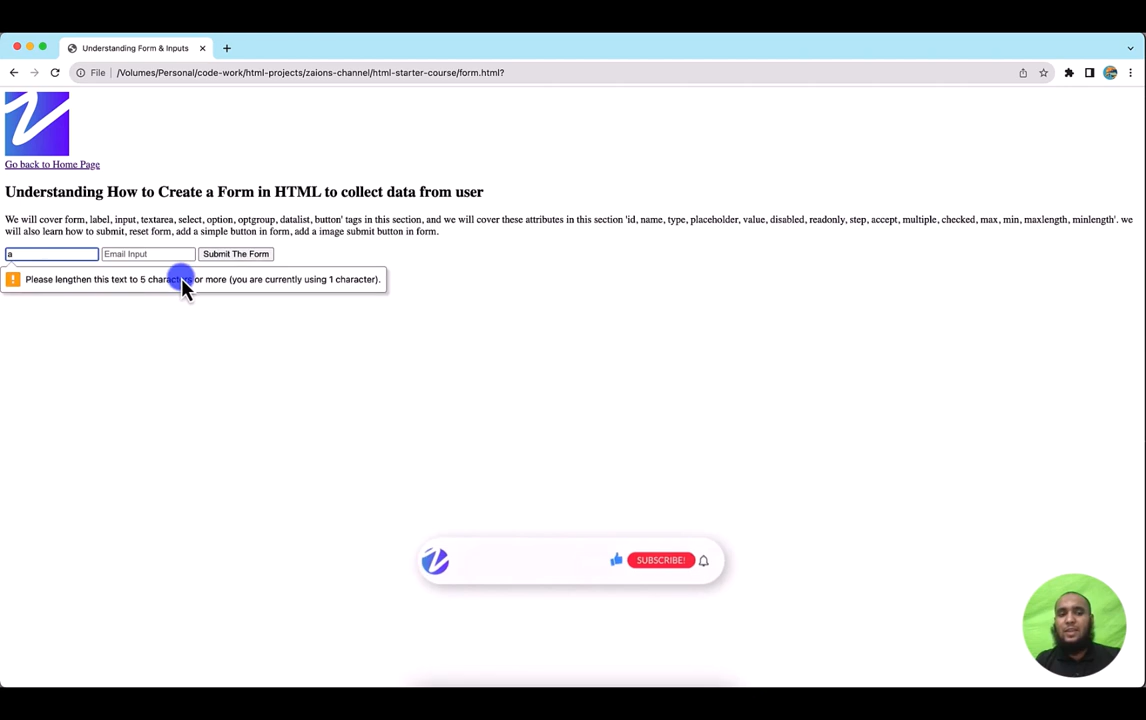 Understanding Form & Inputs
File /Volumes/Personal/code-work/html-projects/zaions-channel/html-starter-course/form.html?
Go back to Home Page
Understanding How to Create a Form in HTML to collect data from user
We will cover form, label, input, textarea, select, option, optgroup, datalist, button' tags in this section, and we will cover these attributes in this section 'id, name, type, placeholder, value, disabled, readonly, step, accept, multiple, checked, max, min, maxlength, minlength'. we
will also learn how to submit, reset form, add a simple button in form, add a image submit button in form.
a Email Input Submit The Form
! Please lengthen this text to 5 characters or more (you are currently using 1 character).
SUBSCRIBE!